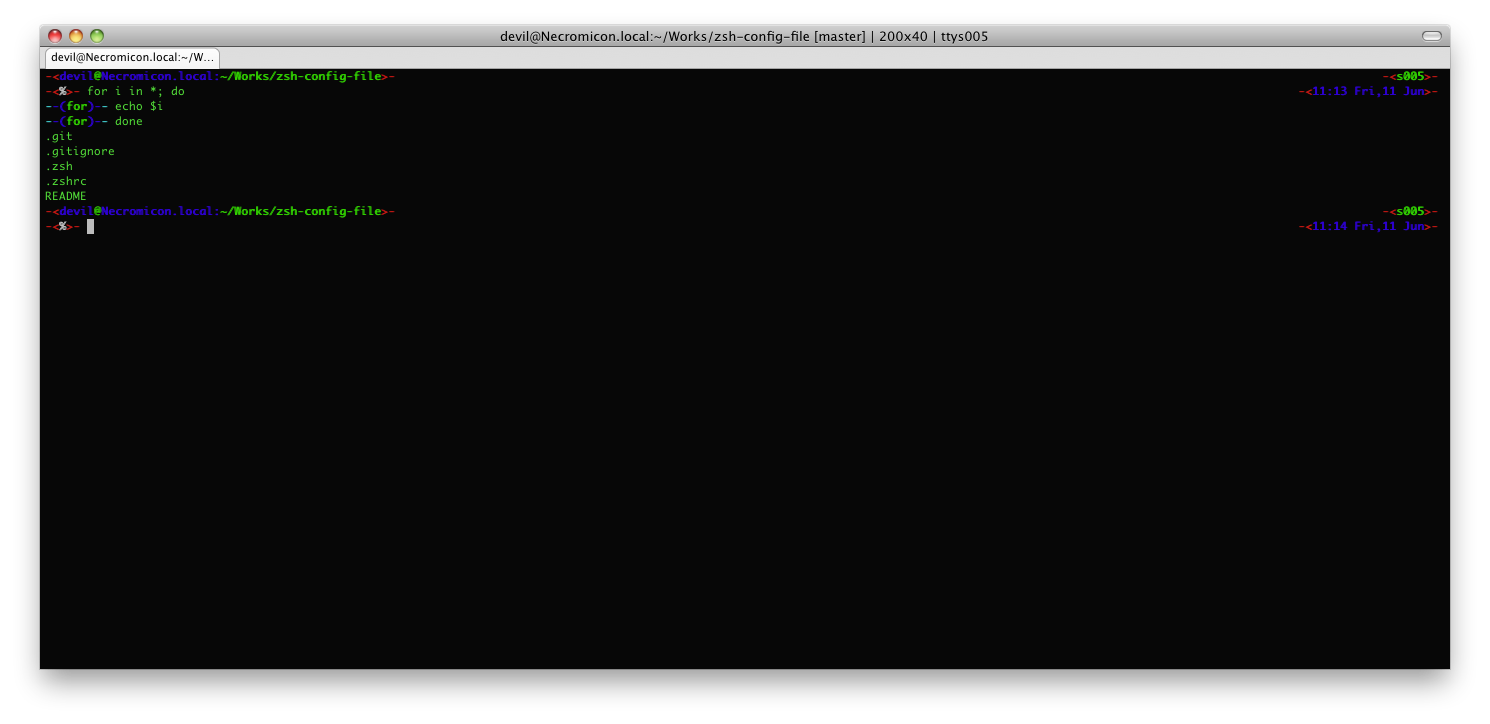 devil@Necromicon.local:~/Works/zsh-config-file [master] | 200x40 | ttys005
devil@Necromicon.local:~/W...
-<devil@Necromicon.local:~/Works/zsh-config-file>- -<s005>-
-<%>- for i in *; do -<11:13 Fri,11 Jun>-
--(for)-- echo $i
--(for)-- done
.git
.gitignore
.zsh
.zshrc
README
-<devil@Necromicon.local:~/Works/zsh-config-file>- -<s005>-
-<%>- -<11:14 Fri,11 Jun>-